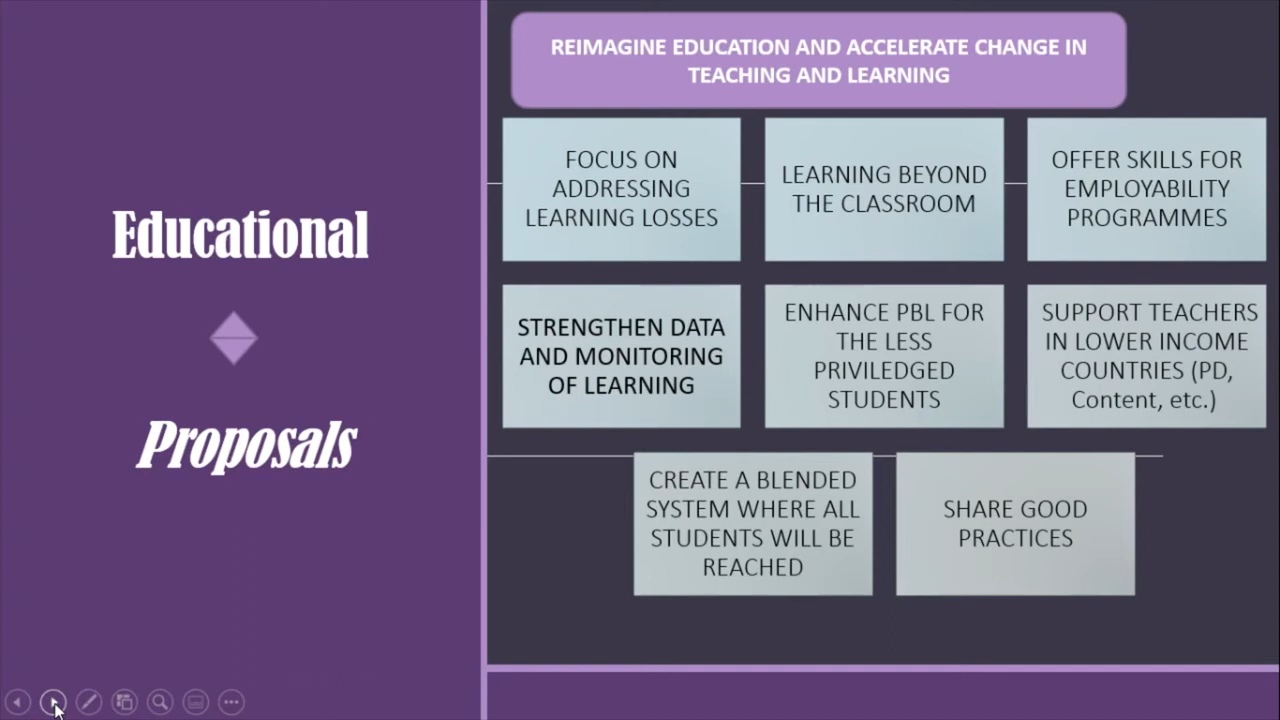 Educational
Proposals
REIMAGINE EDUCATION AND ACCELERATE CHANGE IN
TEACHING AND LEARNING
FOCUS ON
ADDRESSING
LEARNING LOSSES
LEARNING BEYOND
THE CLASSROOM
OFFER SKILLS FOR
EMPLOYABILITY
PROGRAMMES
STRENGTHEN DATA
AND MONITORING
OF LEARNING
ENHANCE PBL FOR
THE LESS
PRIVILEDGED
STUDENTS
SUPPORT TEACHERS
IN LOWER INCOME
COUNTRIES (PD,
Content, etc.)
CREATE A BLENDED
SYSTEM WHERE ALL
STUDENTS WILL BE
REACHED
SHARE GOOD
PRACTICES